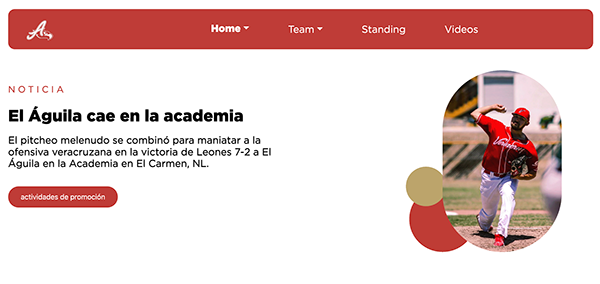 Home
Team
Standing
Videos
NOTICIA
El Águila cae en la academia
El pitcheo melenudo se combinó para maniatar a la
ofensiva veracruzana en la victoria de Leones 7-2 a El
Águila en la Academia en El Carmen, NL.
actividades de promoción